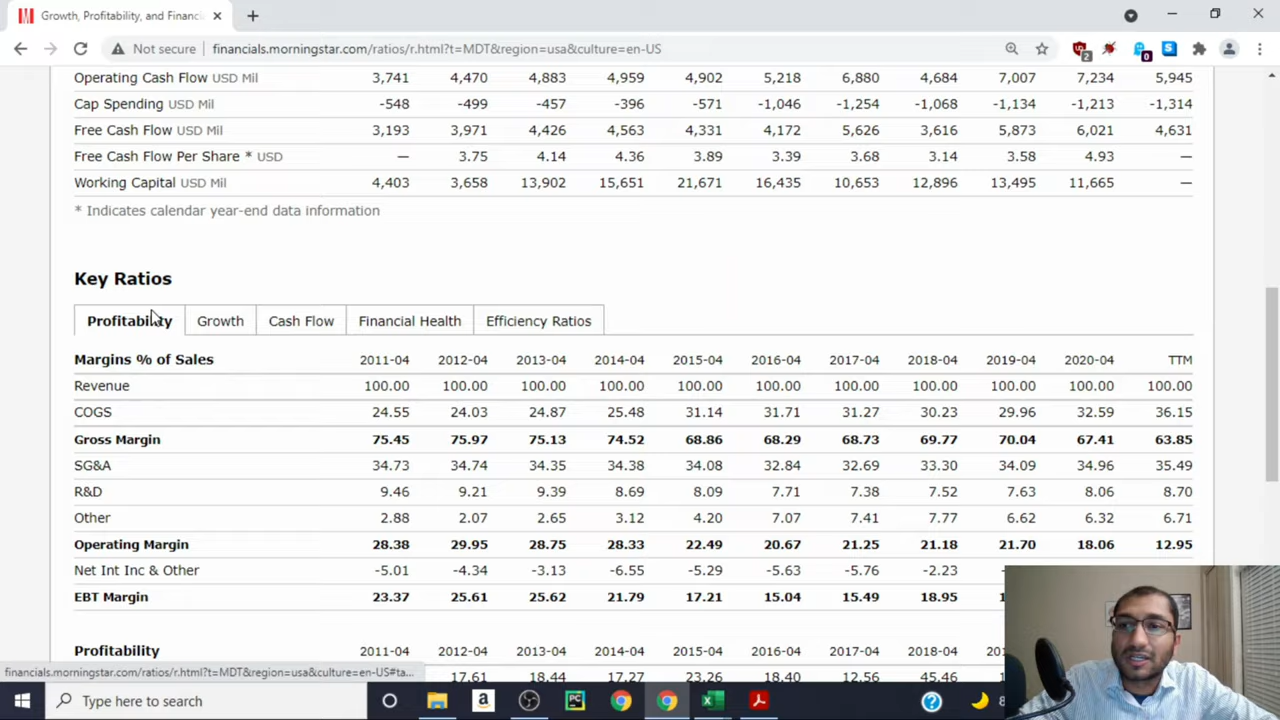 Growth, Profitability, and Financi
Not secure financials.morningstar.com/ratios/r.html?t=MDT&region=usa&culture=en-US
2
0
Operating Cash Flow USD Mil 3,741 4,470 4,883 4,959 4,902 5,218 6,880 4,684 7,007 7,234 5,945
Cap Spending USD Mil -548 -499 -457 -396 -571 -1,046 -1,254 -1,068 -1,134 -1,213 -1,314
Free Cash Flow USD Mil 3,193 3,971 4,426 4,563 4,331 4,172 5,626 3,616 5,873 6,021 4,631
Free Cash Flow Per Share * USD — 3.75 4.14 4.36 3.89 3.39 3.68 3.14 3.58 4.93 —
Working Capital USD Mil 4,403 3,658 13,902 15,651 21,671 16,435 10,653 12,896 13,495 11,665 —
* Indicates calendar year-end data information
Key Ratios
Profitability Growth Cash Flow Financial Health Efficiency Ratios
Margins % of Sales 2011-04 2012-04 2013-04 2014-04 2015-04 2016-04 2017-04 2018-04 2019-04 2020-04 TTM
Revenue 100.00 100.00 100.00 100.00 100.00 100.00 100.00 100.00 100.00 100.00 100.00
COGS 24.55 24.03 24.87 25.48 31.14 31.71 31.27 30.23 29.96 32.59 36.15
Gross Margin 75.45 75.97 75.13 74.52 68.86 68.29 68.73 69.77 70.04 67.41 63.85
SG&A 34.73 34.74 34.35 34.38 34.08 32.84 32.69 33.30 34.09 34.96 35.49
R&D 9.46 9.21 9.39 8.69 8.09 7.71 7.38 7.52 7.63 8.06 8.70
Other 2.88 2.07 2.65 3.12 4.20 7.07 7.41 7.77 6.62 6.32 6.71
Operating Margin 28.38 29.95 28.75 28.33 22.49 20.67 21.25 21.18 21.70 18.06 12.95
Net Int Inc & Other -5.01 -4.34 -3.13 -6.55 -5.29 -5.63 -5.76 -2.23
EBT Margin 23.37 25.61 25.62 21.79 17.21 15.04 15.49 18.95
Profitability 2011-04 2012-04 2013-04 2014-04 2015-04 2016-04 2017-04 2018-04
17.61 18.44 17.27 23.26 18.40 12.56 45.46
financials.morningstar.com/ratios/r.html?t=MDT&region=usa&culture=en-US#ta...
Type here to search